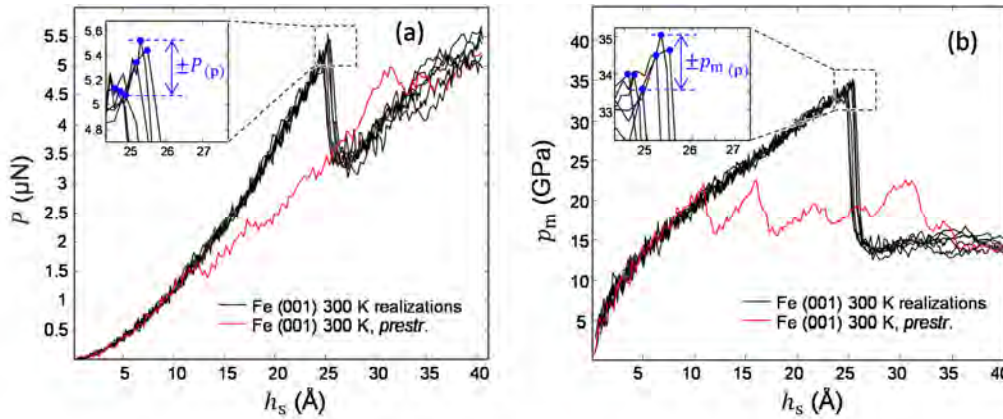 (a)
5.6
5.4
5.2
5
4.8
25 26 27
±P (p)
5.5
5
4.5
4
3.5
3
2.5
2
1.5
1
0.5
p (µN)
Fe (001) 300 K realizations
Fe (001) 300 K, prestr.
5 10 15 20 25 30 35 40
hs (Å)
(b)
35
34
33
25 26 27
±pm (p)
40
35
30
25
20
15
10
5
pm (GPa)
Fe (001) 300 K realizations
Fe (001) 300 K, prestr.
5 10 15 20 25 30 35 40
hs (Å)